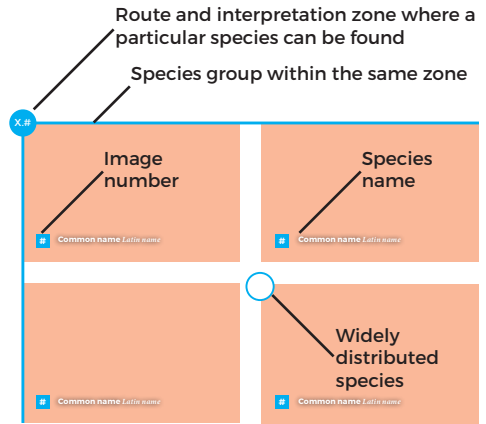 Route and interpretation zone where a
particular species can be found
Species group within the same zone
X.#
Image
number
Species
name
# Common name Latin name
# Common name Latin name
Widely
distributed
species
# Common name Latin name
# Common name Latin name